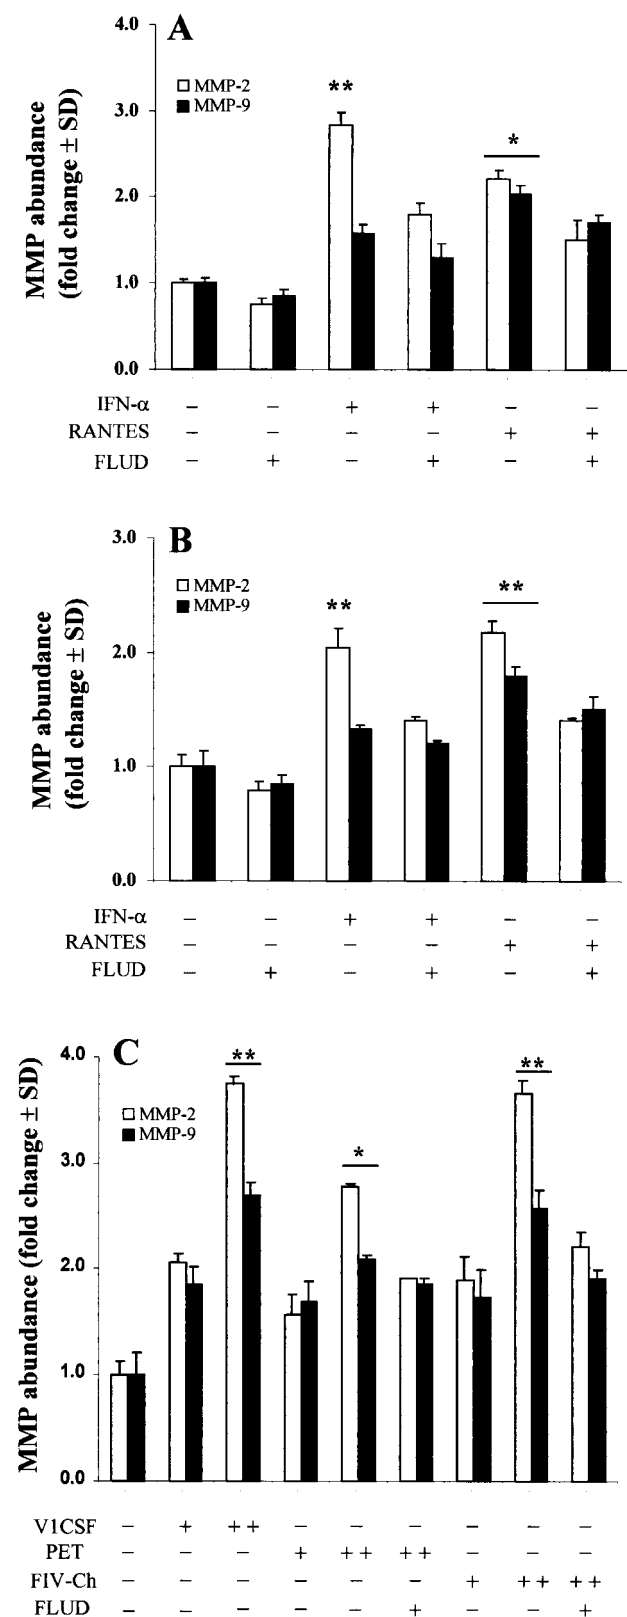 A
4.0
MMP-2
MMP-9
**
3.0
*
2.0
1.0
0.0
MMP abundance
(fold change ± SD)
IFN-α − − + + − −
RANTES − − − − + +
FLUD − + − + − +
B
3.0
MMP-2
MMP-9
**
**
2.0
1.0
0.0
MMP abundance
(fold change ± SD)
IFN-α − − + + − −
RANTES − − − − + +
FLUD − + − + − +
C
4.0
**
**
MMP-2
MMP-9
3.0
*
2.0
1.0
0.0
MMP abundance (fold change ± SD)
V1CSF − + ++ − − − − − −
PET − − − + ++ ++ − − −
FIV-Ch − − − − − − + ++ ++
FLUD − − − − − + − − +